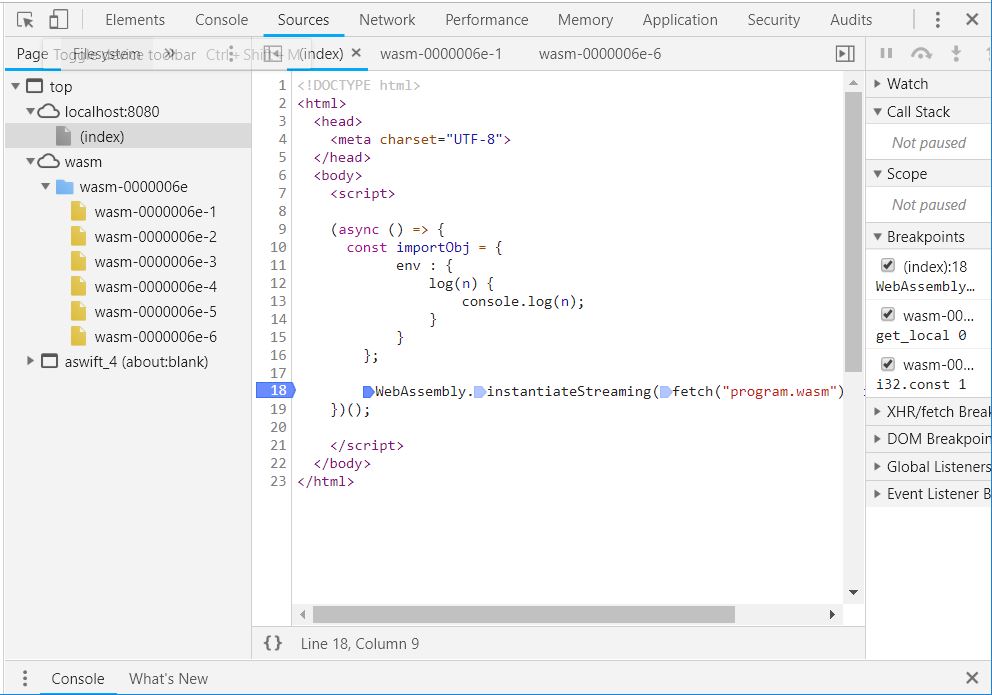 Elements Console Sources Network Performance Memory Application Security Audits
Page Filesystem » (index) × wasm-0000006e-1 wasm-0000006e-6
Toggle device toolbar Ctrl + Shift + M
top
localhost:8080
(index)
wasm
wasm-0000006e
wasm-0000006e-1
wasm-0000006e-2
wasm-0000006e-3
wasm-0000006e-4
wasm-0000006e-5
wasm-0000006e-6
aswift_4 (about:blank)
1 <!DOCTYPE html>
2 <html>
3 <head>
4 <meta charset="UTF-8">
5 </head>
6 <body>
7 <script>
8
9 (async () => {
10 const importObj = {
11 env : {
12 log(n) {
13 console.log(n);
14 }
15 }
16 };
17
18 WebAssembly.instantiateStreaming(fetch("program.wasm")
19 })();
20
21 </script>
22 </body>
23 </html>
{} Line 18, Column 9
Watch
Call Stack
Not paused
Scope
Not paused
Breakpoints
(index):18
WebAssembly…
wasm-00…
get_local 0
wasm-00…
i32.const 1
XHR/fetch Break
DOM Breakpoin
Global Listeners
Event Listener B
Console What's New